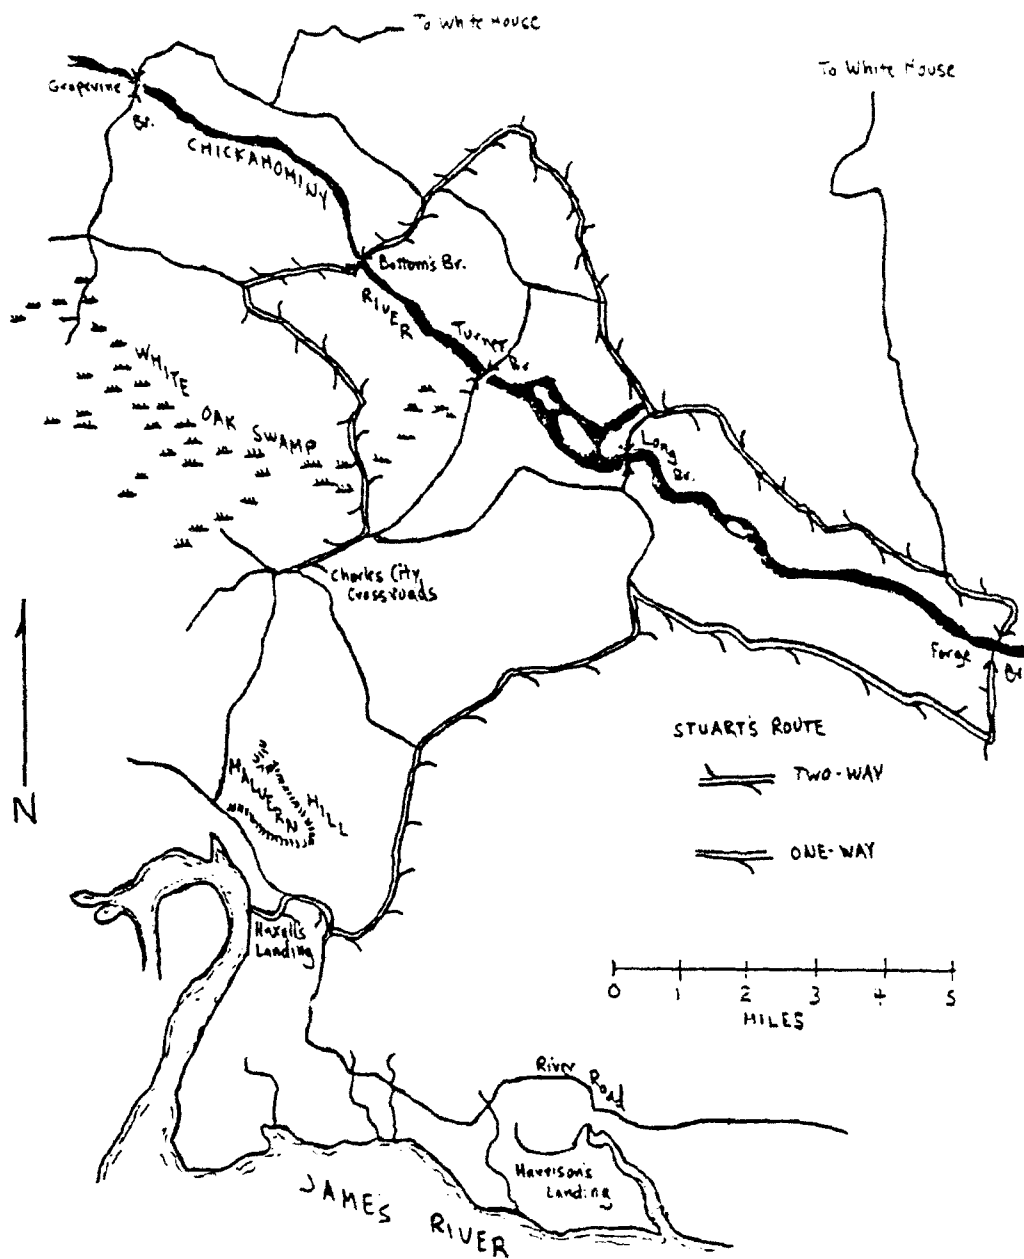 To White House
To White House
Grapevine
Br.
CHICKAHOMINY
Bottom's Br.
RIVER
Turner
Br.
WHITE
OAK SWAMP
Long
Br.
Charles City
Crossroads
Forge
Br.
STUART'S ROUTE
TWO-WAY
ONE-WAY
N
MALVERN
HILL
Haxall's
Landing
0 1 2 3 4 5
MILES
River Road
Harrison's
Landing
JAMES RIVER